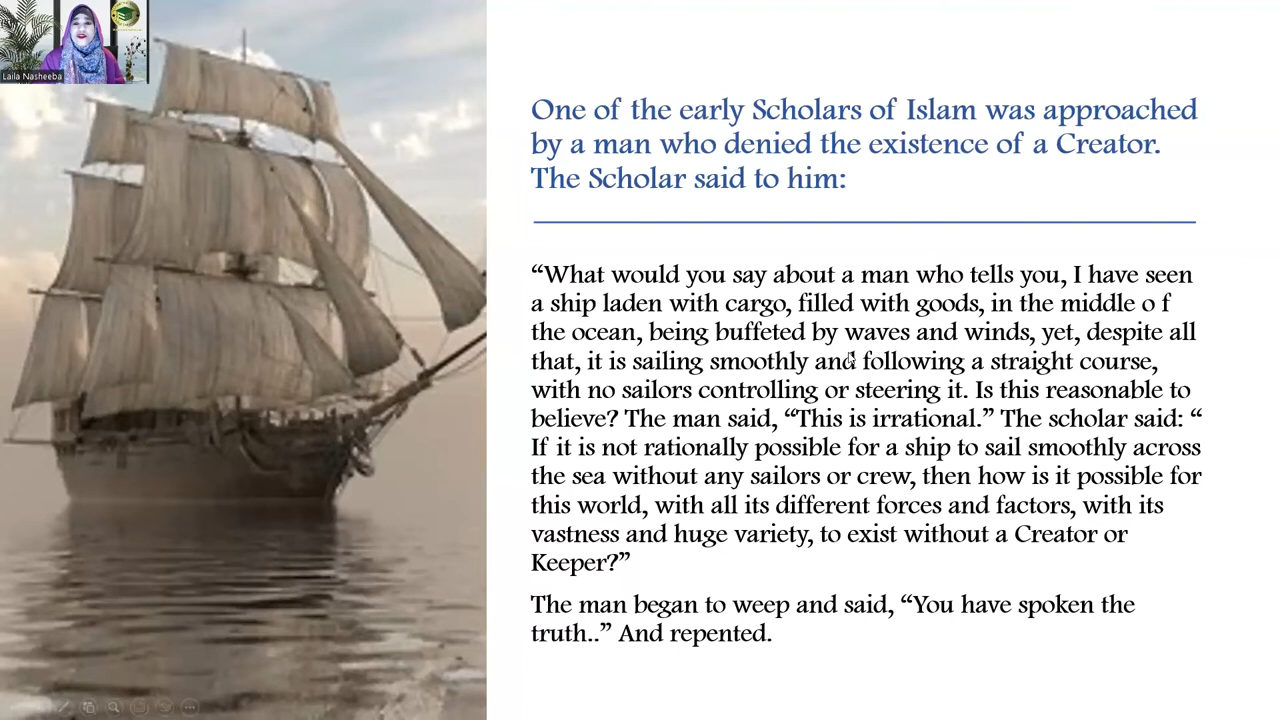 Laila Nasheeba
One of the early Scholars of Islam was approached
by a man who denied the existence of a Creator.
The Scholar said to him:
“What would you say about a man who tells you, I have seen
a ship laden with cargo, filled with goods, in the middle o f
the ocean, being buffeted by waves and winds, yet, despite all
that, it is sailing smoothly and following a straight course,
with no sailors controlling or steering it. Is this reasonable to
believe? The man said, “This is irrational.” The scholar said: “
If it is not rationally possible for a ship to sail smoothly across
the sea without any sailors or crew, then how is it possible for
this world, with all its different forces and factors, with its
vastness and huge variety, to exist without a Creator or
Keeper?”
The man began to weep and said, “You have spoken the
truth..” And repented.